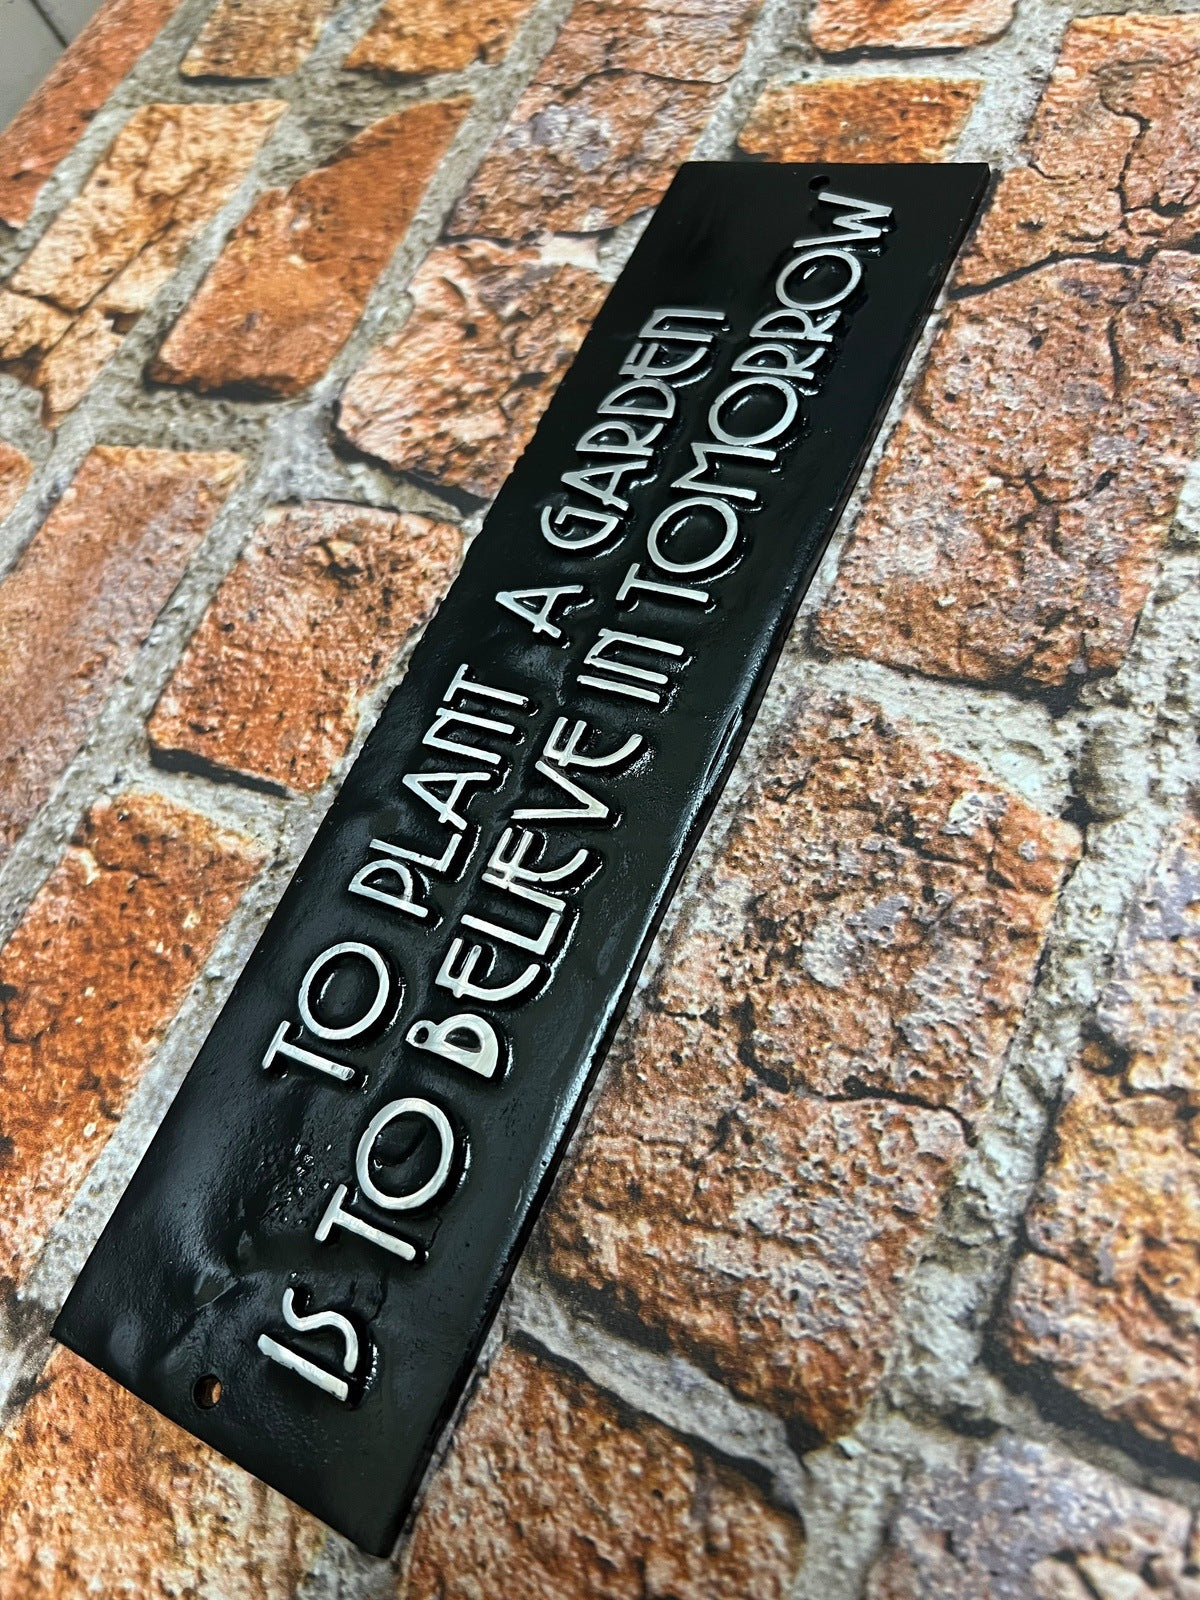 TO PLANT A GARDEN
IS TO BELIEVE IN TOMORROW